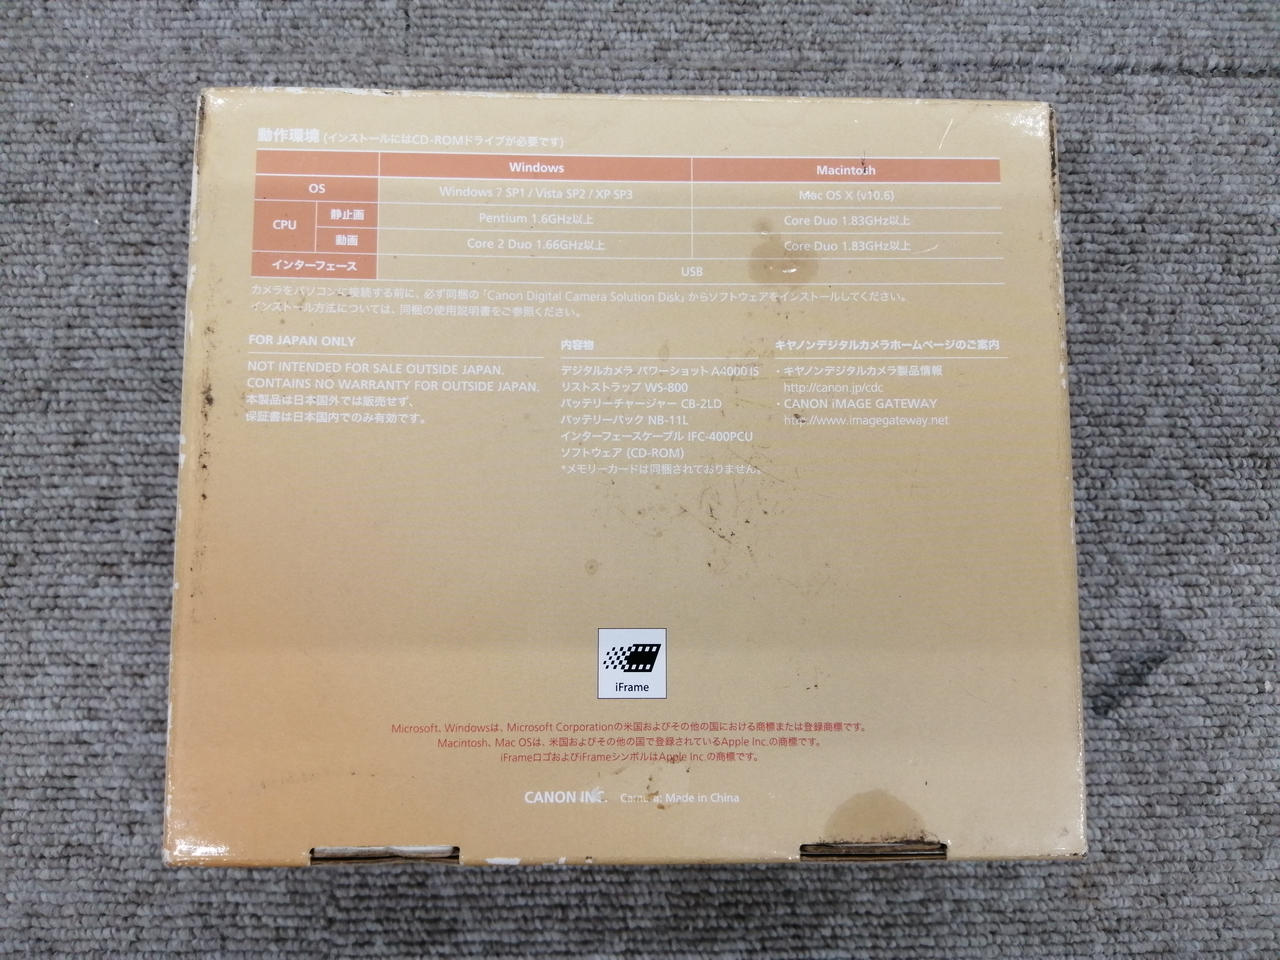 動作環境 (インストールにはCD-ROMドライブが必要です)
Windows Macintosh
OS Windows 7 SP1 / Vista SP2 / XP SP3 Mac OS X (v10.6)
CPU 静止画 Pentium 1.6GHz以上 Core Duo 1.83GHz以上
動画 Core 2 Duo 1.66GHz以上 Core Duo 1.83GHz以上
インターフェース USB
カメラをパソコンに接続する前に、必ず同梱の「Canon Digital Camera Solution Disk」からソフトウェアをインストールしてください。
インストール方法については、同梱の使用説明書をご参照ください。
FOR JAPAN ONLY
NOT INTENDED FOR SALE OUTSIDE JAPAN.
CONTAINS NO WARRANTY FOR OUTSIDE JAPAN.
本製品は日本国外では販売せず、
保証書は日本国内でのみ有効です。
内容物
デジタルカメラ パワーショット A4000 IS
リストストラップ WS-800
バッテリーチャージャー CB-2LD
バッテリーパック NB-11L
インターフェースケーブル IFC-400PCU
ソフトウェア (CD-ROM)
*メモリーカードは同梱されておりません。
キヤノンデジタルカメラホームページのご案内
・キヤノンデジタルカメラ製品情報
http://canon.jp/cdc
・CANON iMAGE GATEWAY
http://www.imagegateway.net
iFrame
Microsoft、Windowsは、Microsoft Corporationの米国およびその他の国における商標または登録商標です。
Macintosh、Mac OSは、米国およびその他の国で登録されているApple Inc.の商標です。
iFrameロゴおよびiFrameシンボルはApple Inc.の商標です。
CANON INC. Camera: Made in China